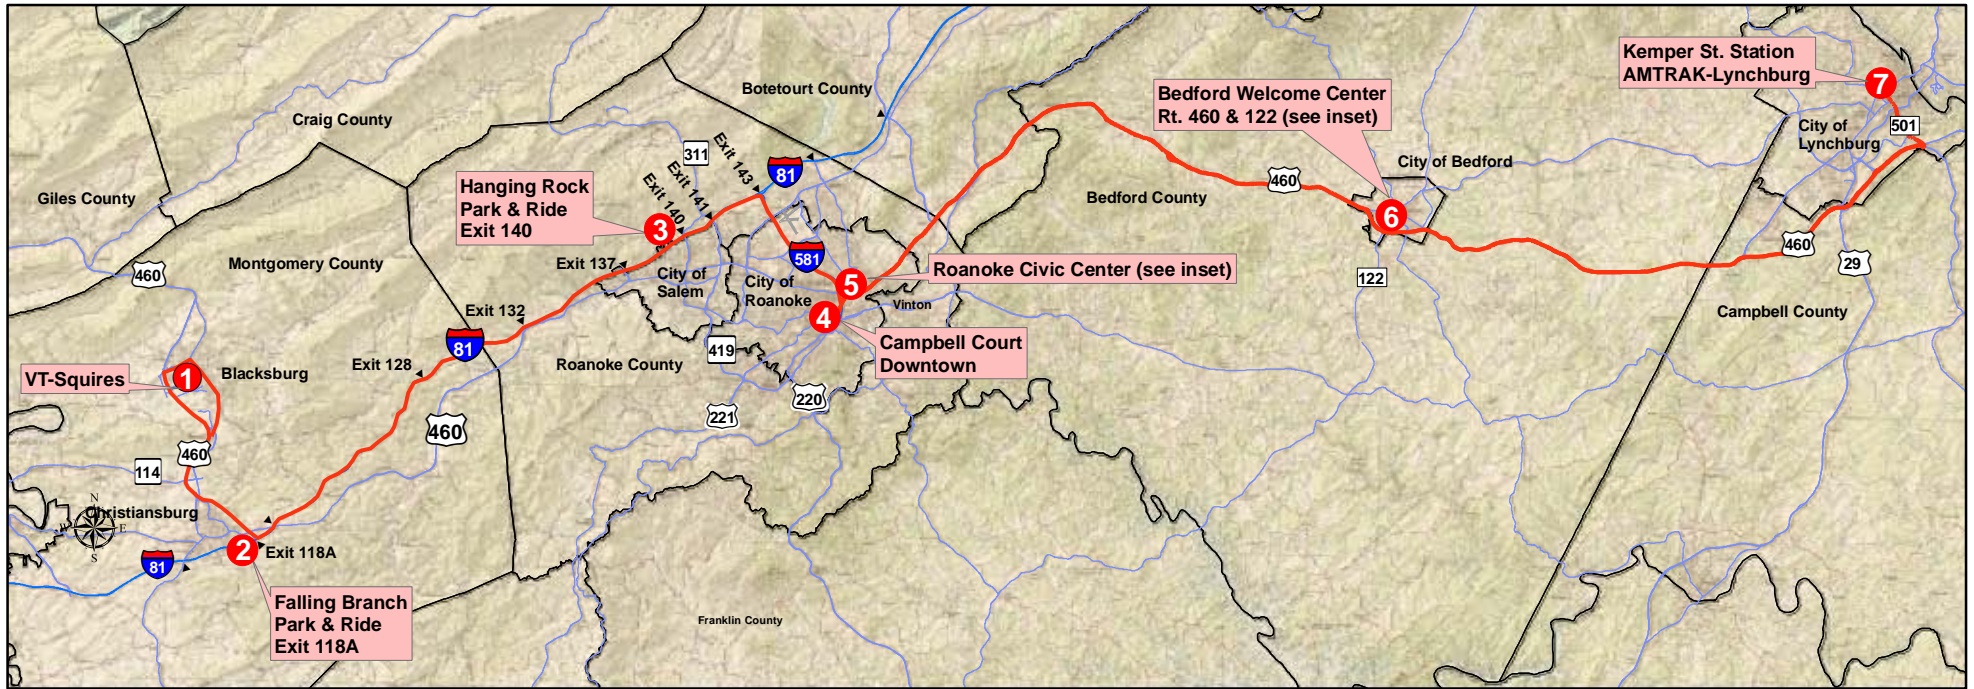 Kemper St. Station
AMTRAK-Lynchburg
7
Botetourt County
Bedford Welcome Center
Rt. 460 & 122 (see inset)
Craig County
501
City of
Lynchburg
311
Exit 143
81
City of Bedford
Exit 141
Exit 140
Hanging Rock
Park & Ride
Exit 140
3
460
Giles County
Bedford County
6
460
Montgomery County
Exit 137
581
460
29
City of
Salem
City of
Roanoke
5
Roanoke Civic Center (see inset)
122
Vinton
4
Exit 132
Campbell County
81
419
Campbell Court
Downtown
Roanoke County
Exit 128
VT-Squires
1
Blacksburg
220
221
460
460
114
N
Christiansburg
W
E
S
2
Exit 118A
81
Falling Branch
Park & Ride
Exit 118A
Franklin County